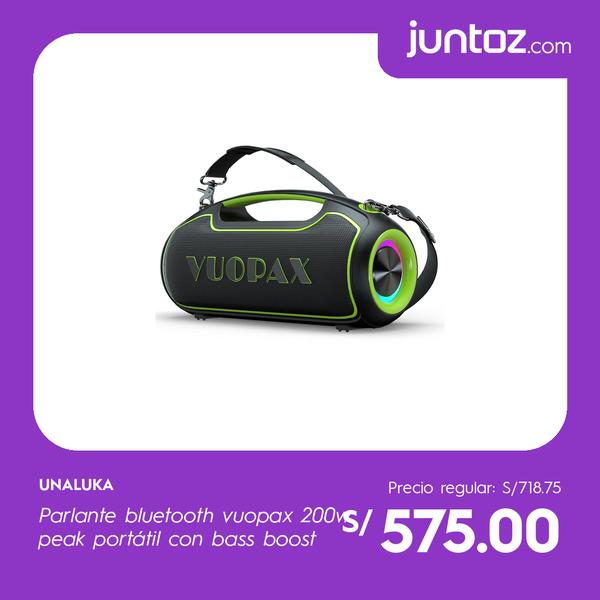 juntoz.com
VUOPAX
UNALUKA
Precio regular: S/718.75
Parlante bluetooth vuopax 200w
peak portátil con bass boost
S/ 575.00